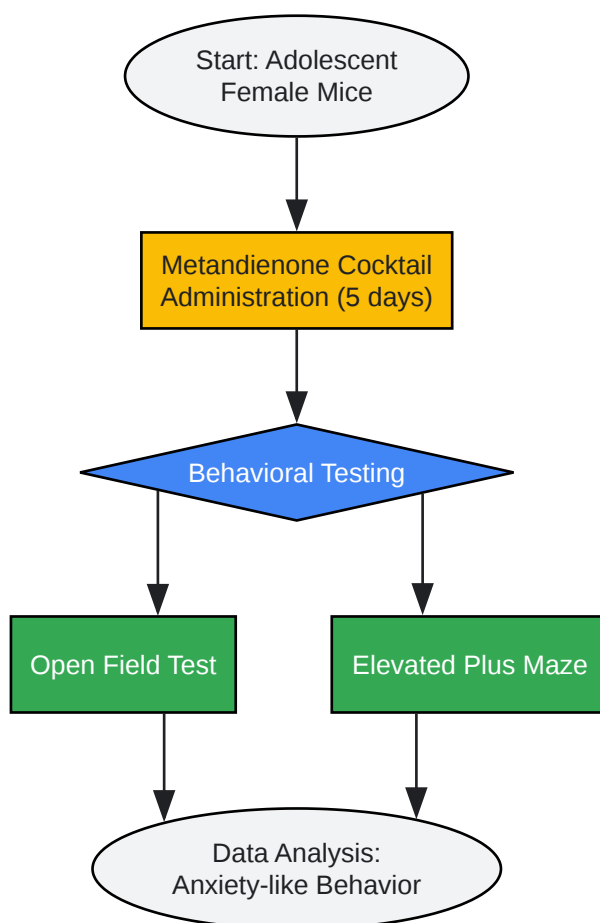 Start: Adolescent
Female Mice
Metandienone Cocktail
Administration (5 days)
Behavioral Testing
Open Field Test
Elevated Plus Maze
Data Analysis:
Anxiety-like Behavior